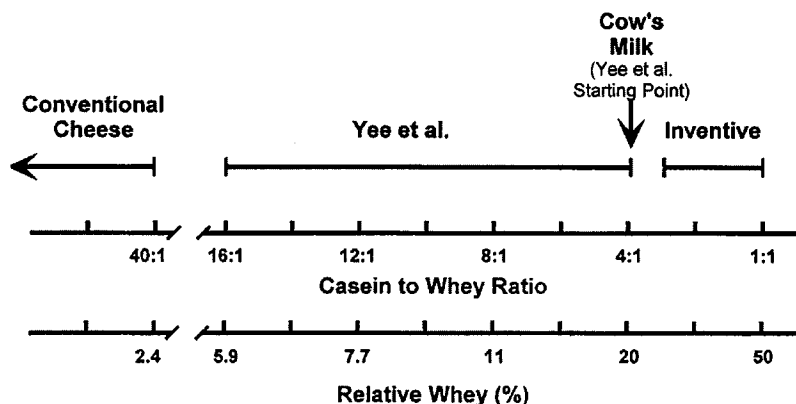 Cow's
Milk
(Yee et al.
Starting Point)
Conventional
Cheese
Yee et al.
Inventive
40:1 16:1 12:1 8:1 4:1 1:1
Casein to Whey Ratio
2.4 5.9 7.7 11 20 50
Relative Whey (%)